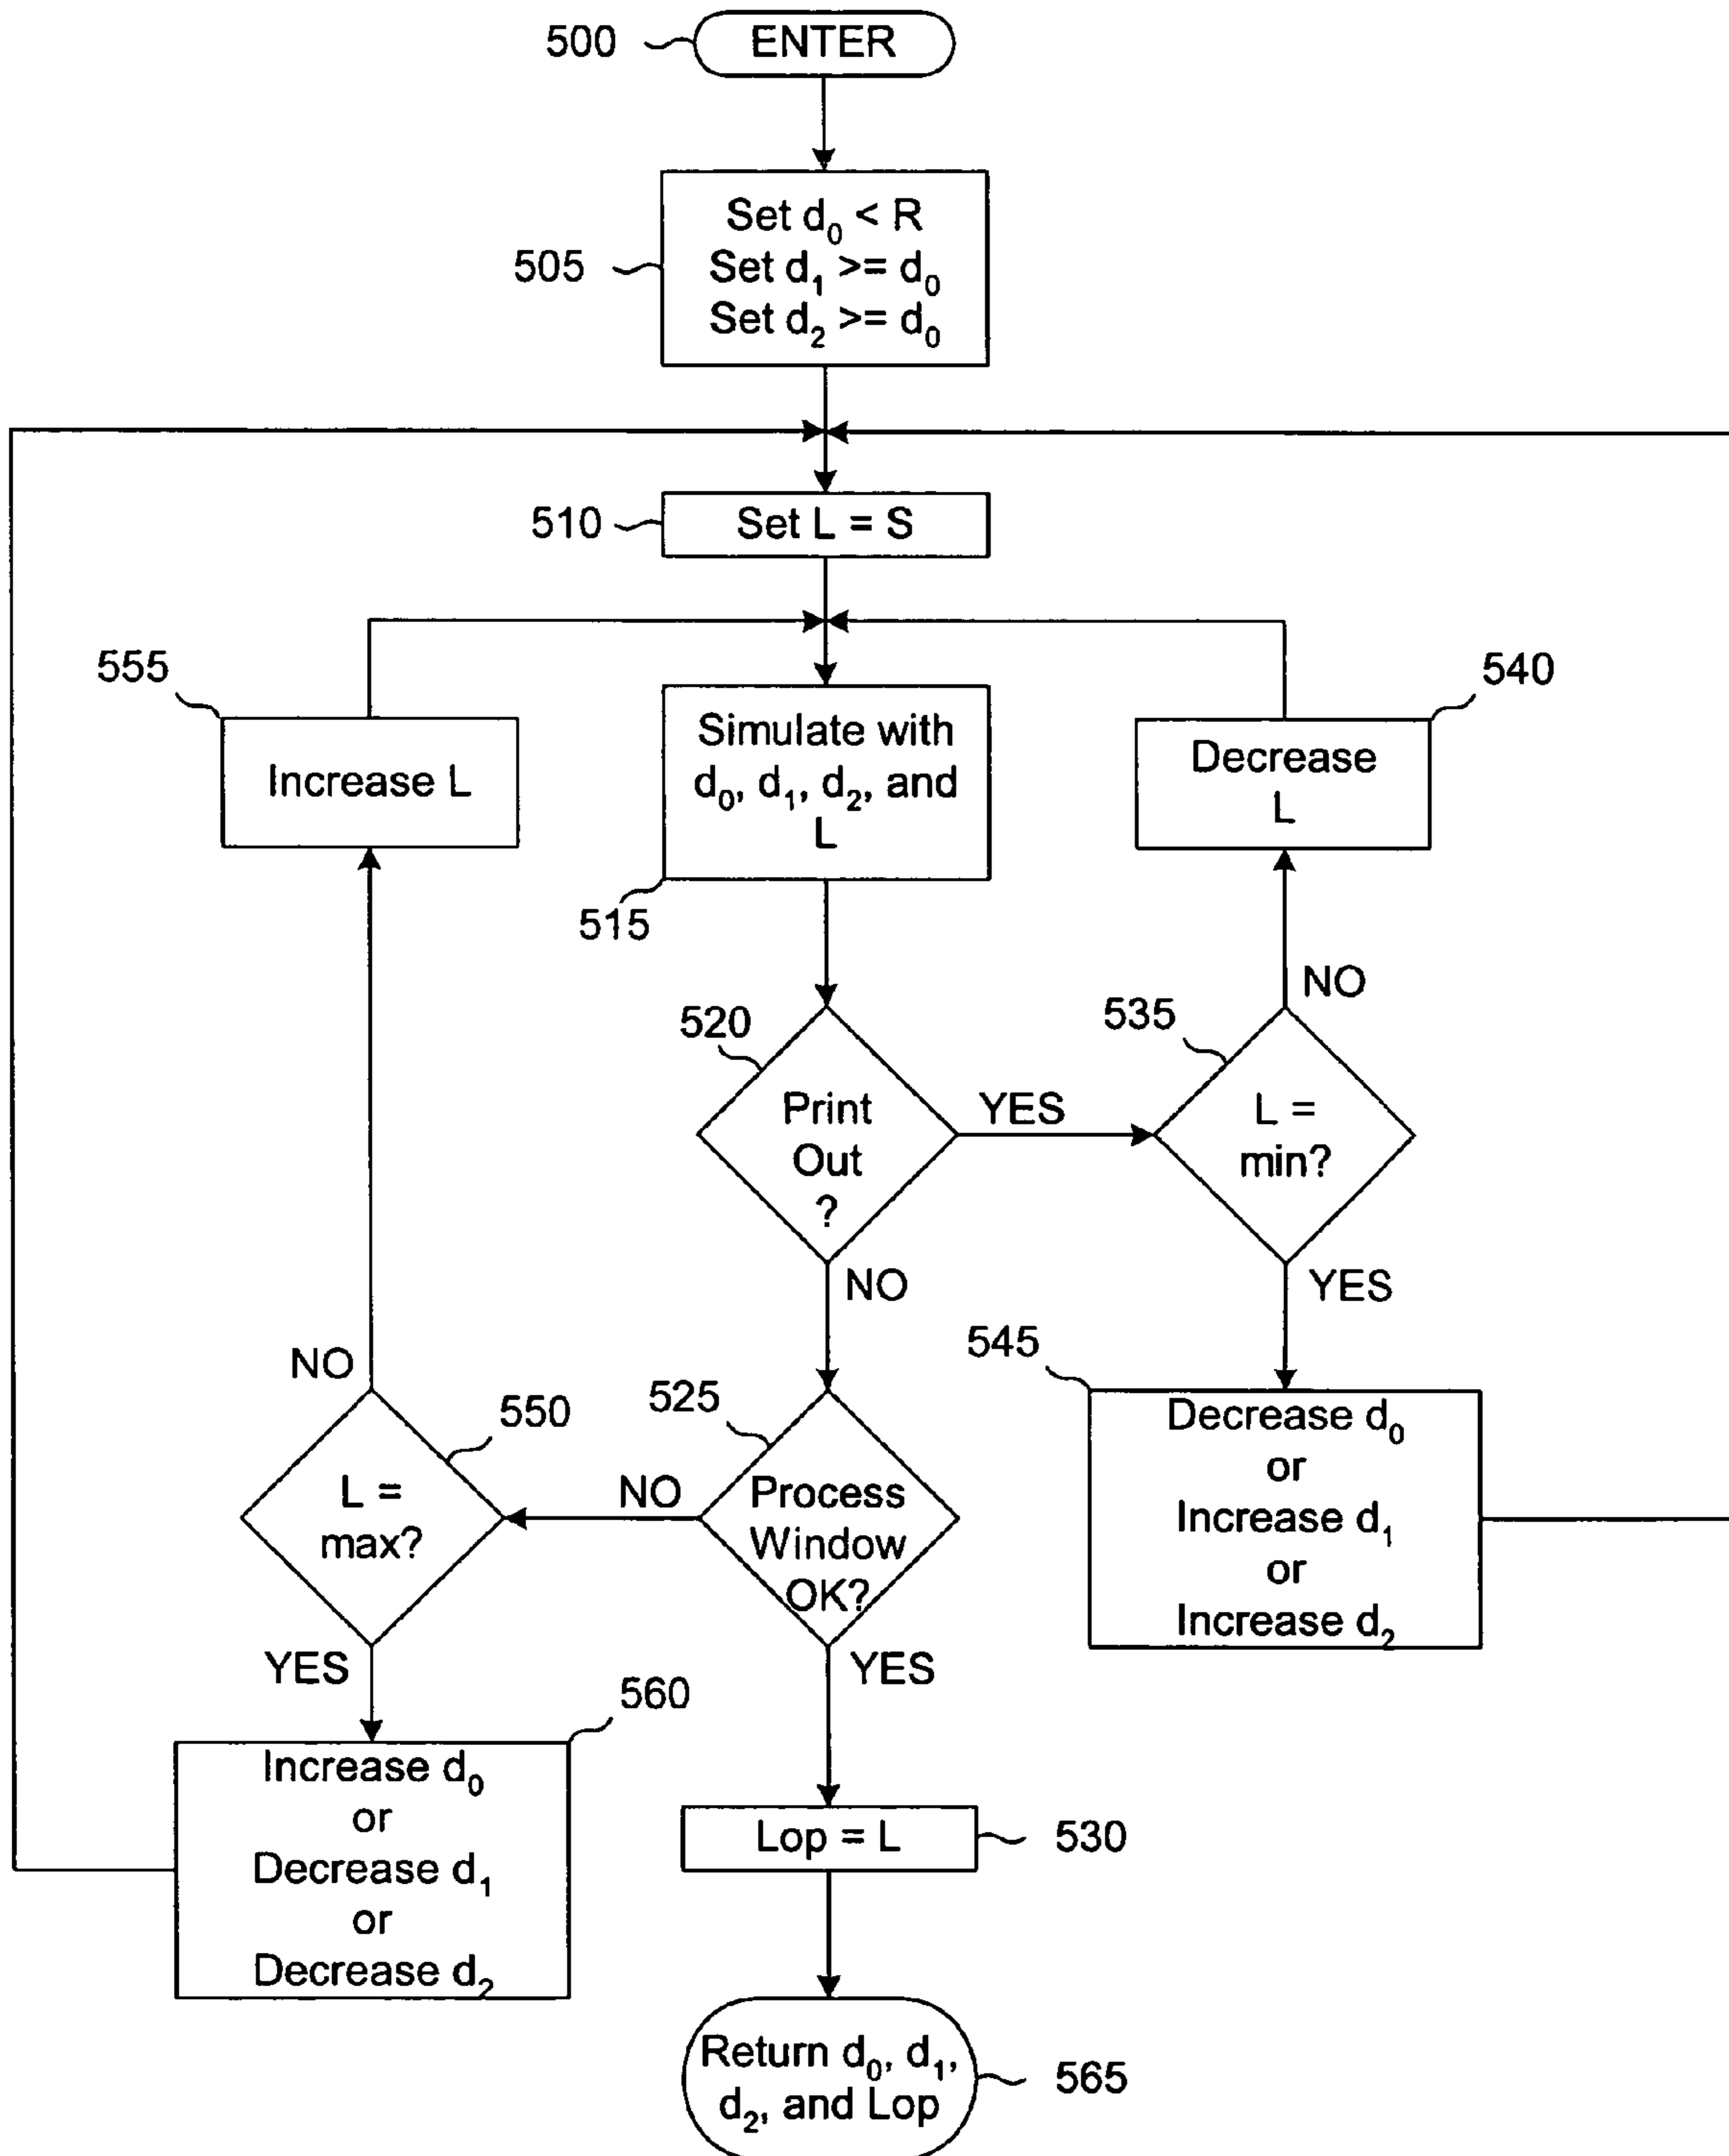 500
ENTER
505
Set d₀ < R
Set d₁ >= d₀
Set d₂ >= d₀
510
Set L = S
555
Increase L
Simulate with
d₀, d₁, d₂, and
L
515
540
Decrease
L
NO
520
Print
Out
?
YES
535
L =
min?
NO
YES
NO
550
L =
max?
NO
525
Process
Window
OK?
545
Decrease d₀
or
Increase d₁
or
Increase d₂
YES
YES
560
Increase d₀
or
Decrease d₁
or
Decrease d₂
Lop = L
530
Return d₀, d₁,
d₂, and Lop
565